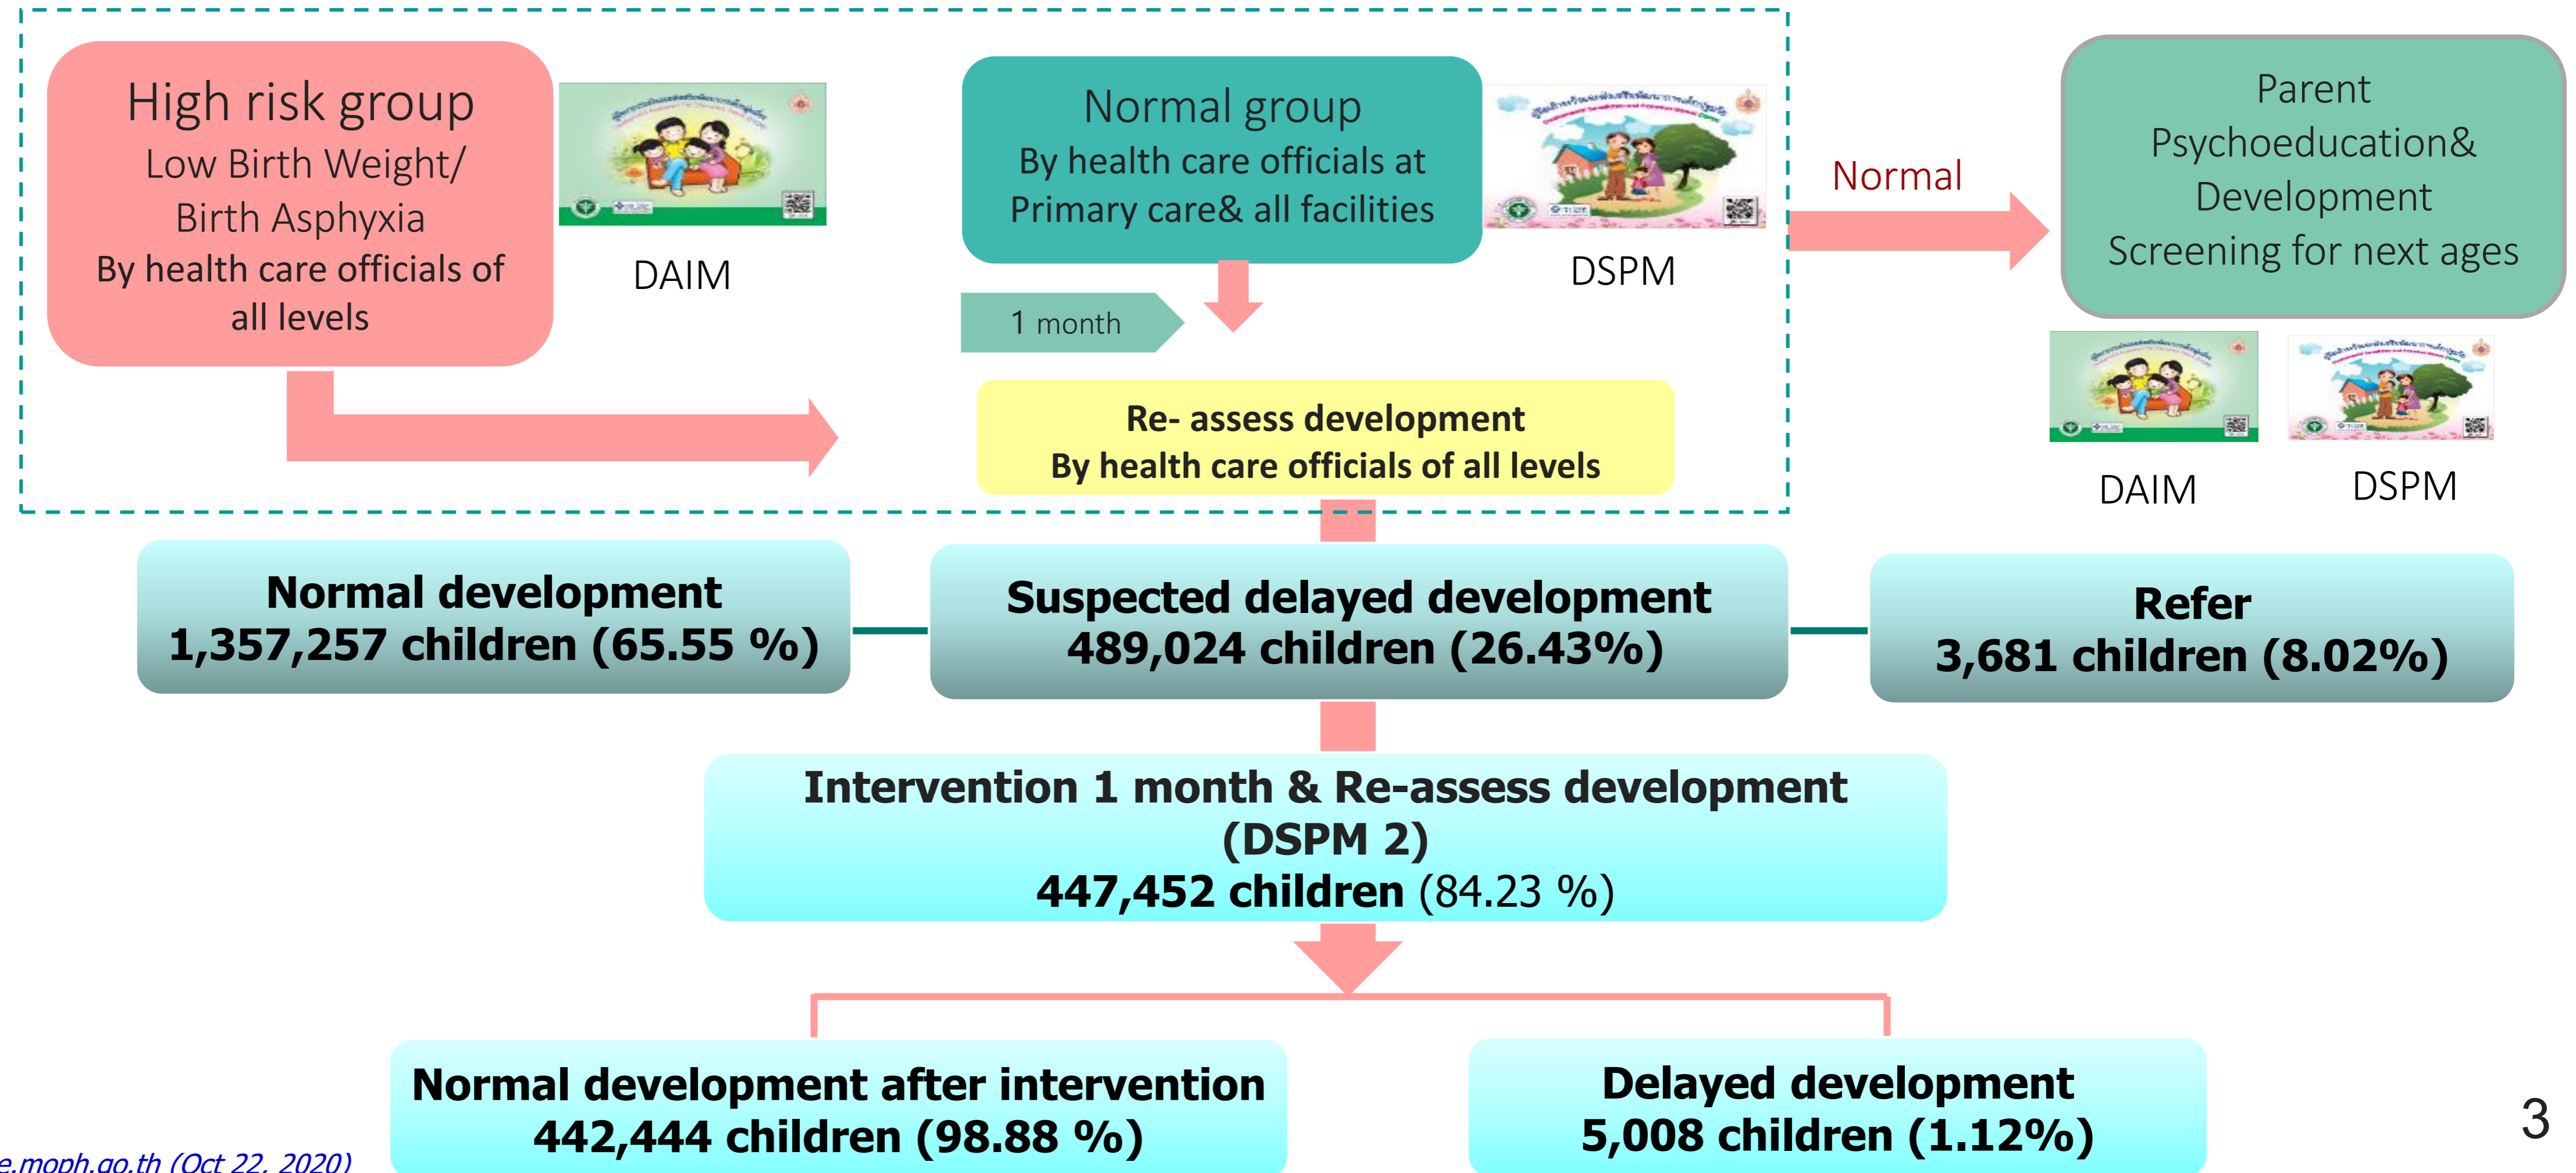 High risk group
Low Birth Weight/
Birth Asphyxia
By health care officials of
all levels
DAIM
Normal group
By health care officials at
Primary care& all facilities
DSPM
1 month
Re- assess development
By health care officials of all levels
Normal
Parent
Psychoeducation&
Development
Screening for next ages
DAIM
DSPM
Normal development
1,357,257 children (65.55 %)
Suspected delayed development
489,024 children (26.43%)
Refer
3,681 children (8.02%)
Intervention 1 month & Re-assess development
(DSPM 2)
447,452 children (84.23 %)
Normal development after intervention
442,444 children (98.88 %)
Delayed development
5,008 children (1.12%)
3
e.moph.go.th (Oct 22, 2020)